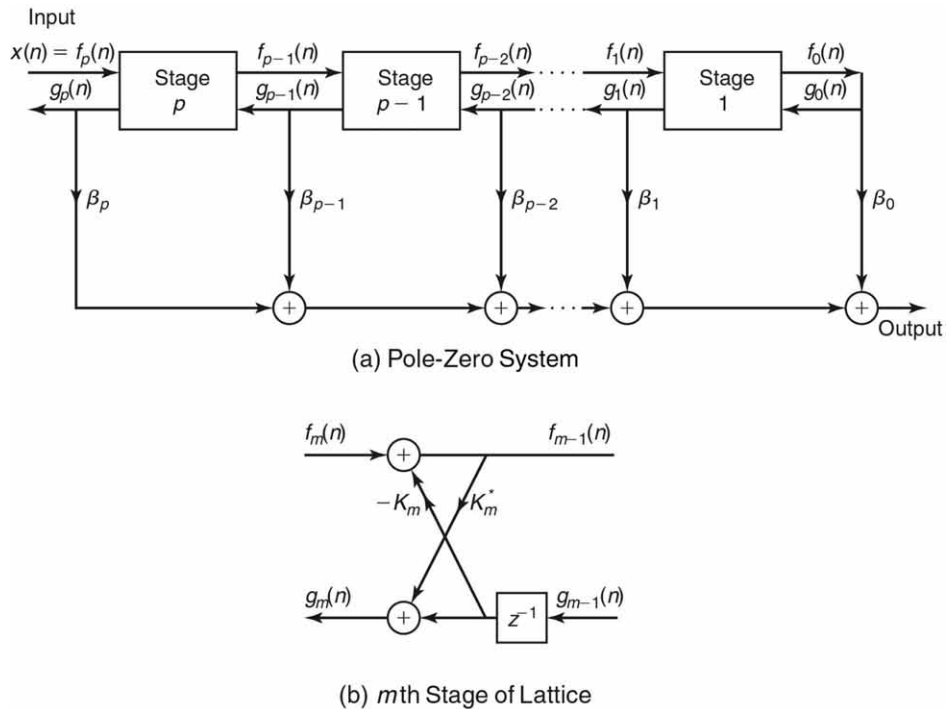 Input
x(n) = f_p(n)
f_{p−1}(n)
f_{p−2}(n)
f_1(n)
f_0(n)
Stage
p
Stage
p − 1
Stage
1
g_p(n)
g_{p−1}(n)
g_{p−2}(n)
g_1(n)
g_0(n)
β_p
β_{p−1}
β_{p−2}
β_1
β_0
+
+
+
+
Output
(a) Pole-Zero System
f_m(n)
f_{m−1}(n)
+
−K_m
K_m^*
g_m(n)
g_{m−1}(n)
+
z^{−1}
(b) mth Stage of Lattice